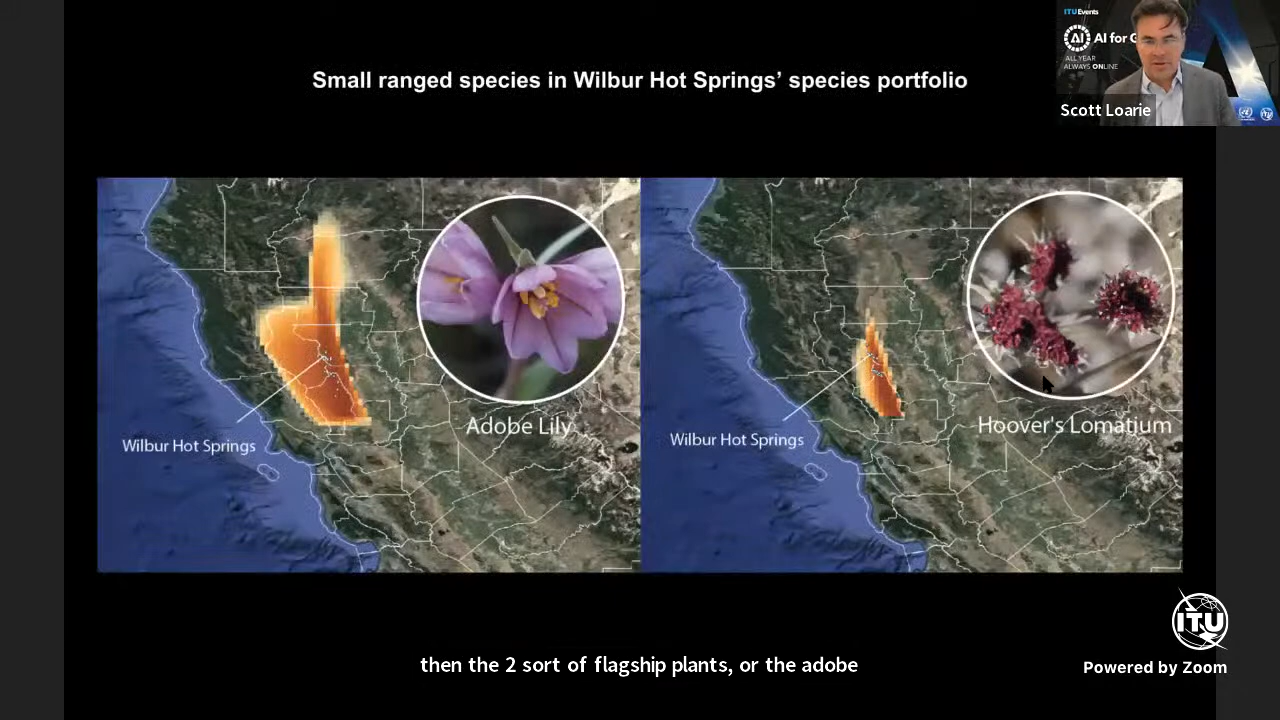 ITUEvents
AI AI for G
ALL YEAR
ALWAYS ONLINE
Scott Loarie
Small ranged species in Wilbur Hot Springs' species portfolio
Adobe Lily
Wilbur Hot Springs
Hoover's Lomatium
Wilbur Hot Springs
ITU
then the 2 sort of flagship plants, or the adobe
Powered by Zoom